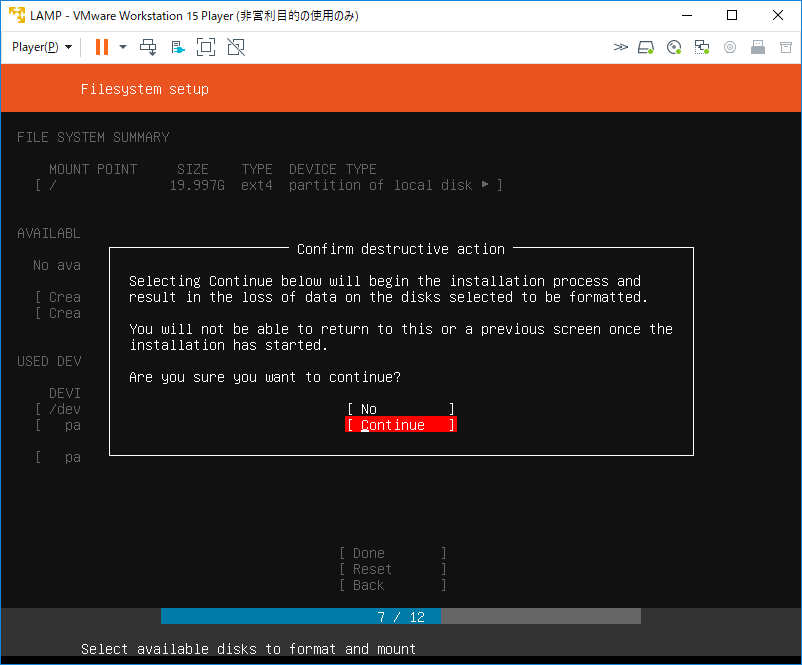 LAMP - VMware Workstation 15 Player (非営利目的の使用のみ)
Player(P)
Filesystem setup
FILE SYSTEM SUMMARY
MOUNT POINT SIZE TYPE DEVICE TYPE
[ / 19.997G ext4 partition of local disk ▸ ]
AVAILABL
No ava
[ Crea
[ Crea
USED DEV
DEVI
[ /dev
[ pa
[ pa
Confirm destructive action
Selecting Continue below will begin the installation process and
result in the loss of data on the disks selected to be formatted.
You will not be able to return to this or a previous screen once the
installation has started.
Are you sure you want to continue?
[ No ]
[ Continue ]
[ Done ]
[ Reset ]
[ Back ]
7 / 12
Select available disks to format and mount